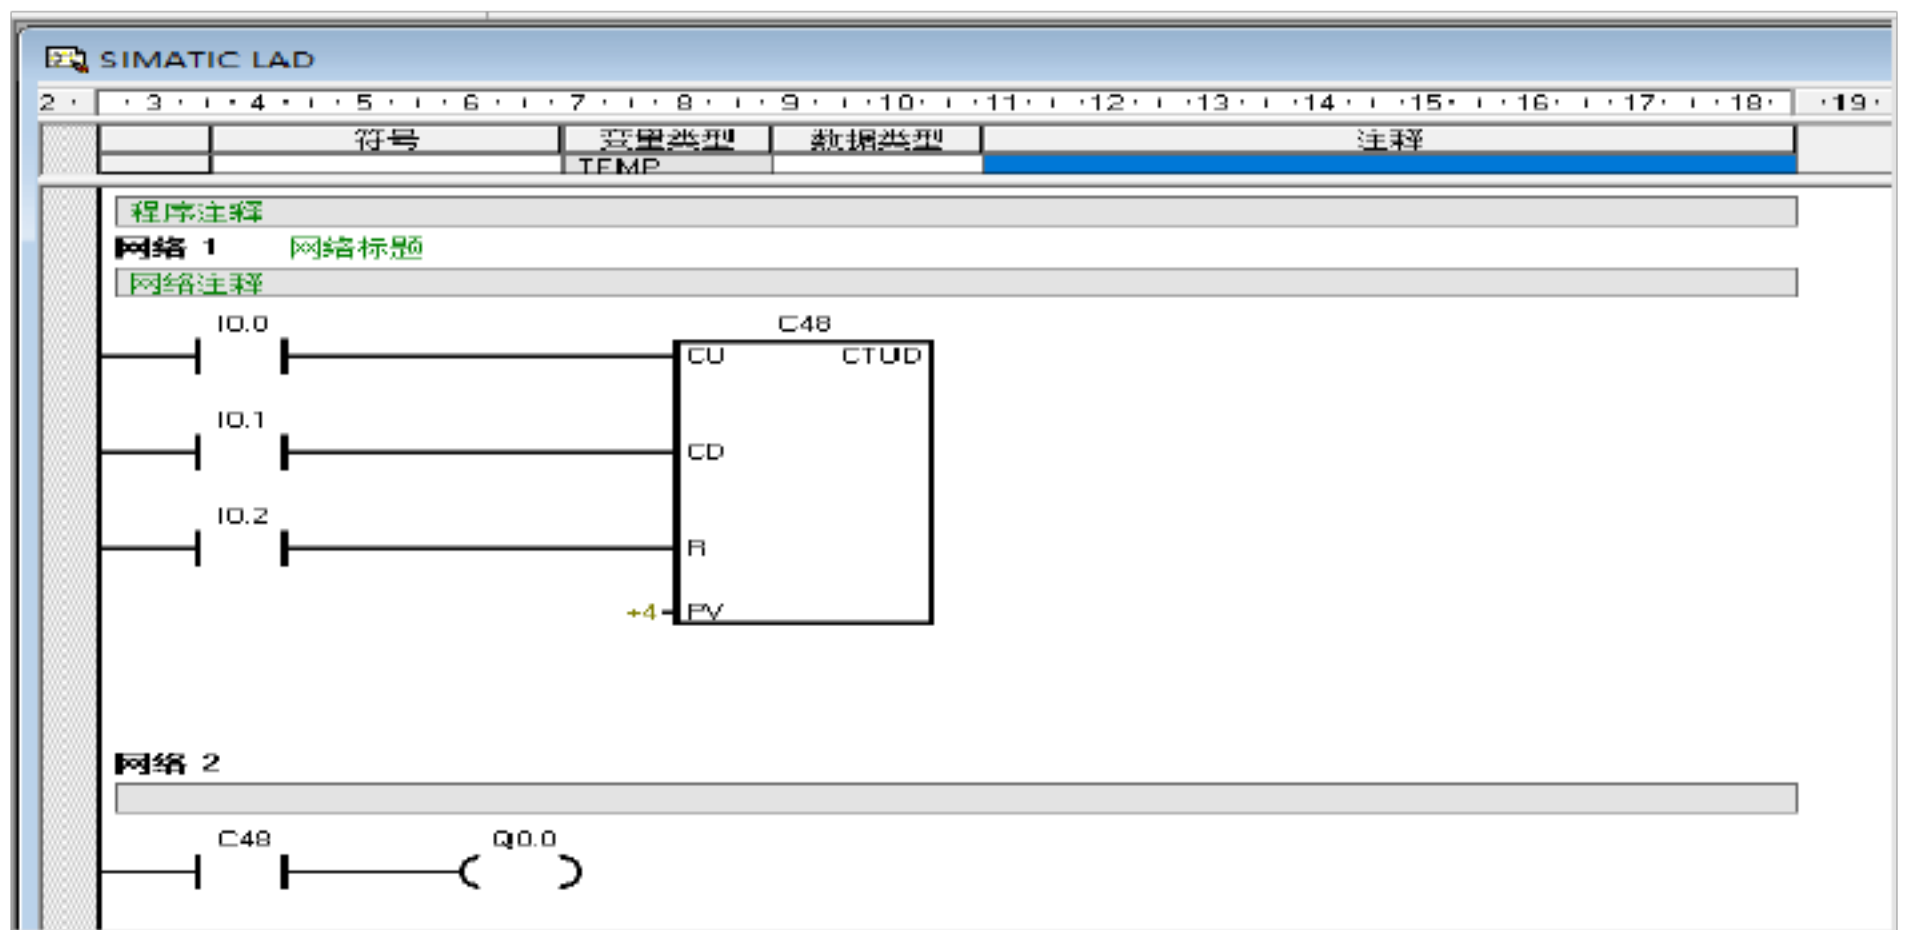 SIMATIC LAD
2 · · 3 · ı · 4 · ı · 5 · ı · 6 · ı · 7 · ı · 8 · ı · 9 · ı · 10 · ı · 11 · ı · 12 · ı · 13 · ı · 14 · ı · 15 · ı · 16 · ı · 17 · ı · 18 · · 19 ·
符号 变量类型 数据类型 注释
TEMP
程序注释
网络 1 网络标题
网络注释
I0.0 C48
CU CTUD
I0.1
CD
I0.2
R
+4 PV
网络 2
C48 Q0.0